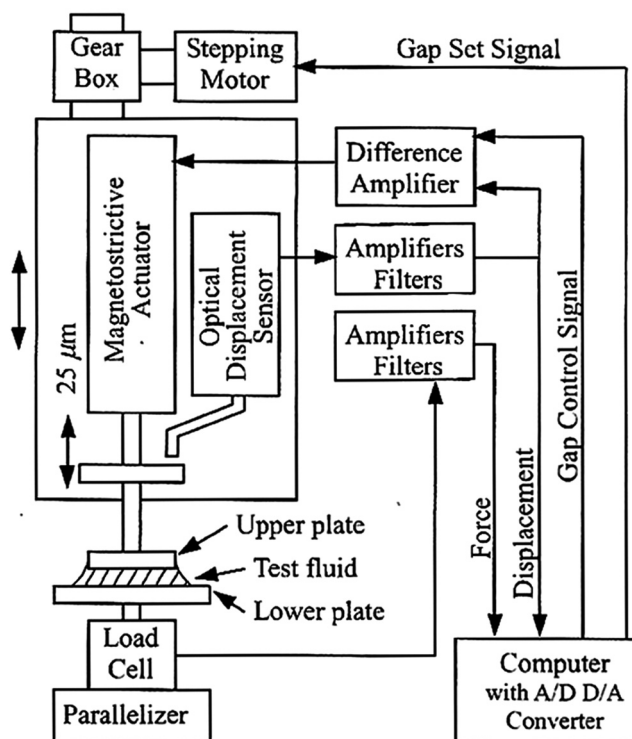 Gear
Box
Stepping
Motor
Gap Set Signal
Magnetostrictive
Actuator
Difference
Amplifier
Optical
Displacement
Sensor
Amplifiers
Filters
Amplifiers
Filters
25 μm
Gap Control Signal
Force
Displacement
Upper plate
Test fluid
Lower plate
Load
Cell
Parallelizer
Computer
with A/D D/A
Converter